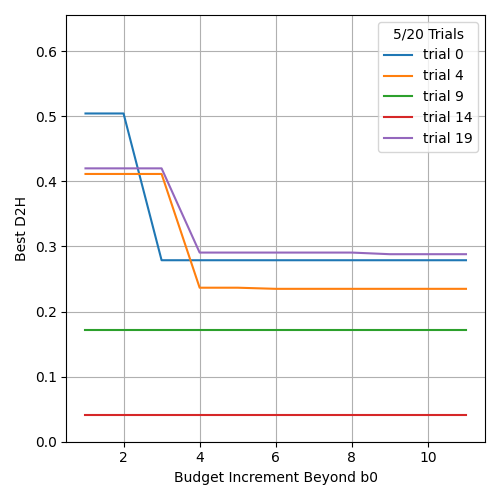 5/20 Trials
trial 0
trial 4
trial 9
trial 14
trial 19
Best D2H
0.6
0.5
0.4
0.3
0.2
0.1
0.0
2 4 6 8 10
Budget Increment Beyond b0